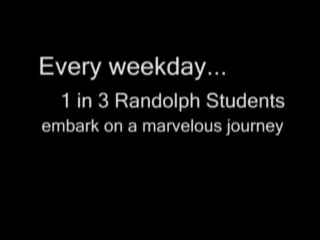 Every weekday...
1 in 3 Randolph Students
embark on a marvelous journey